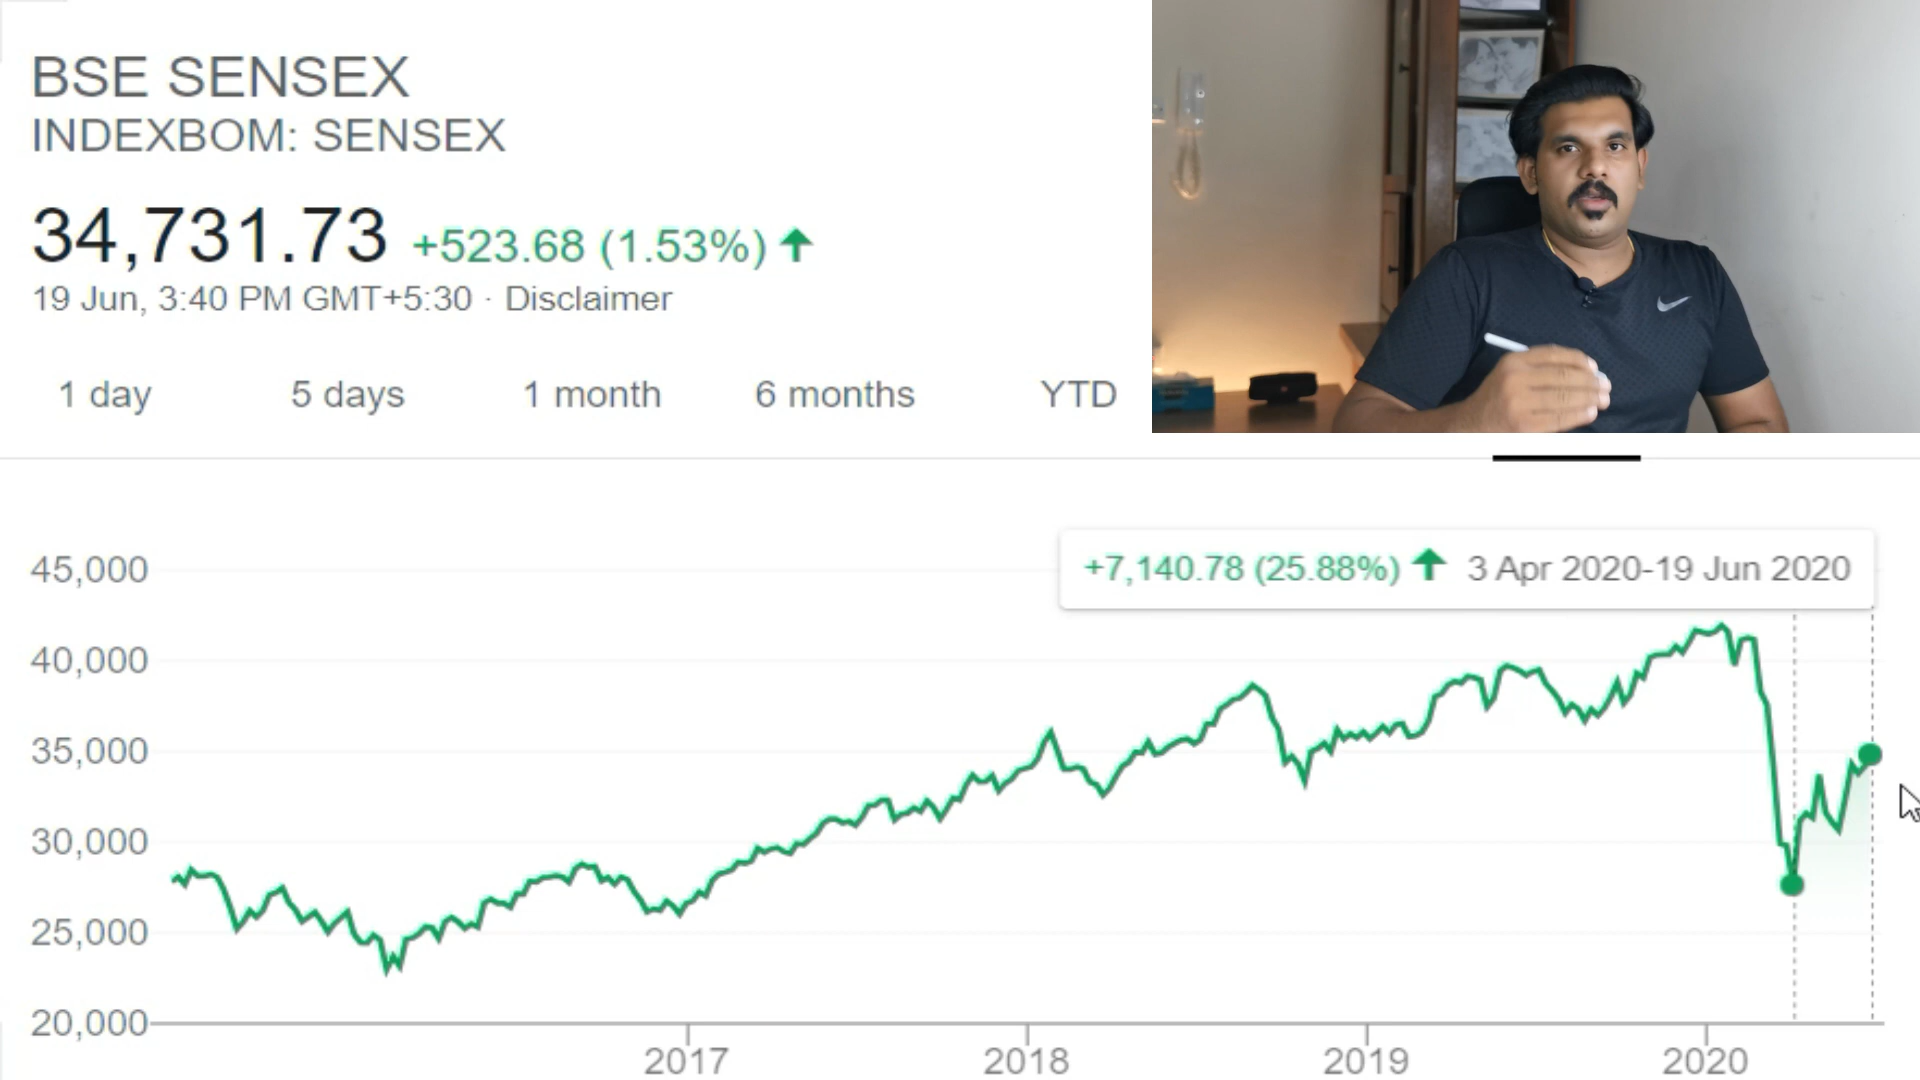 BSE SENSEX
INDEXBOM: SENSEX
34,731.73 +523.68 (1.53%)
19 Jun, 3:40 PM GMT+5:30 · Disclaimer
1 day 5 days 1 month 6 months YTD
+7,140.78 (25.88%) 3 Apr 2020-19 Jun 2020
45,000
40,000
35,000
30,000
25,000
20,000
2017 2018 2019 2020